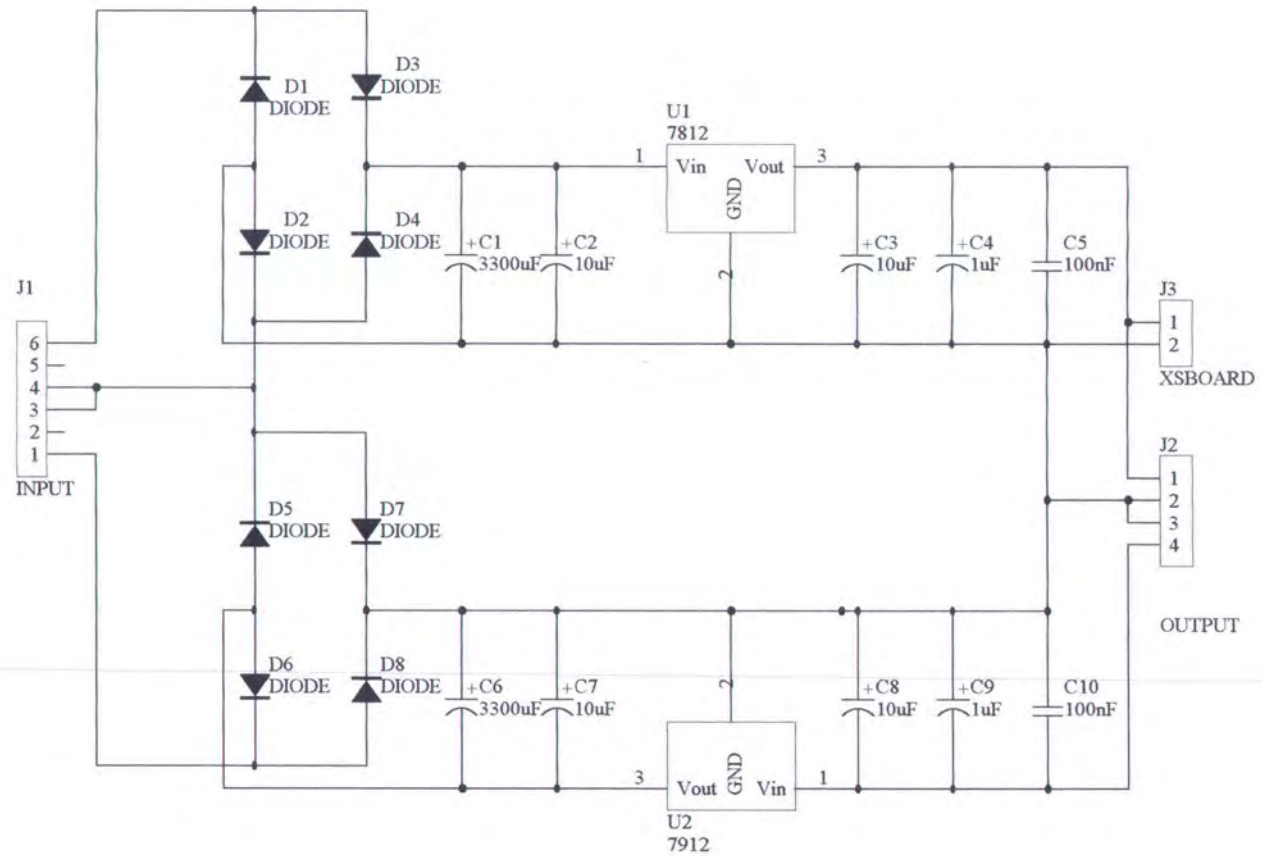 D1
DIODE
D3
DIODE
D2
DIODE
D4
DIODE
U1
7812
1
Vin
Vout
GND
3
2
+C1
3300uF
+C2
10uF
+C3
10uF
+C4
1uF
C5
100nF
J1
6
5
4
3
2
1
INPUT
J3
1
2
XSBOARD
J2
1
2
3
4
OUTPUT
D5
DIODE
D7
DIODE
D6
DIODE
D8
DIODE
+C6
3300uF
+C7
10uF
2
GND
3
Vout
Vin
1
U2
7912
+C8
10uF
+C9
1uF
C10
100nF